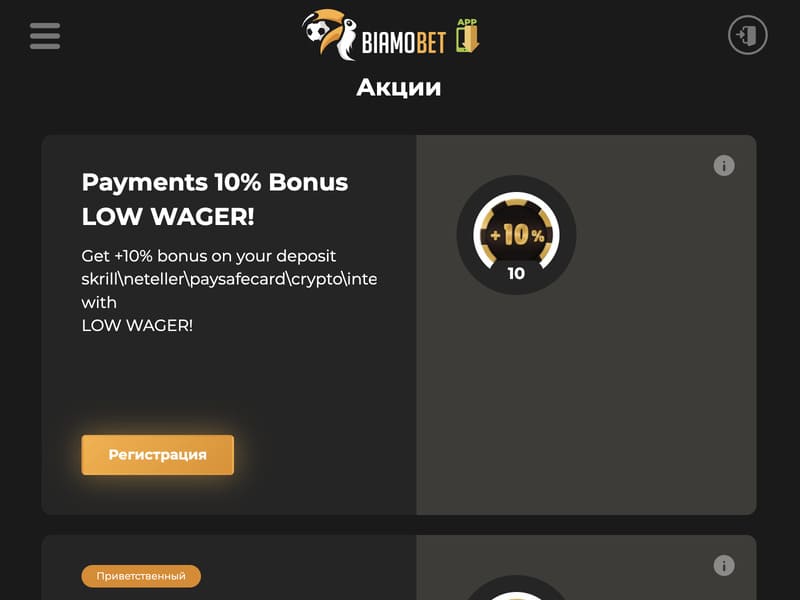 BIAMOBET
APP
Акции
Payments 10% Bonus
LOW WAGER!
Get +10% bonus on your deposit
skrill\neteller\paysafecard\crypto\inte
with
LOW WAGER!
+10%
10
Регистрация
Приветственный